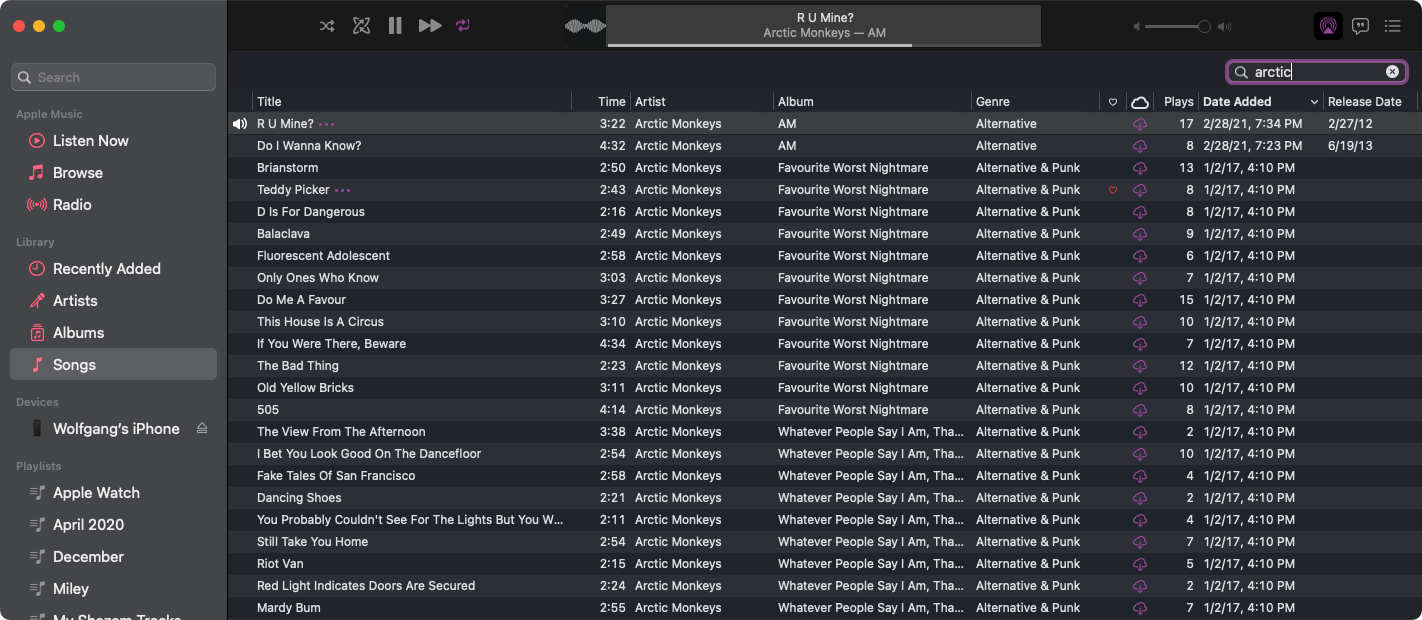 R U Mine?
Arctic Monkeys — AM
Search
arctic
Apple Music
Listen Now
Browse
Radio
Library
Recently Added
Artists
Albums
Songs
Devices
Wolfgang's iPhone
Playlists
Apple Watch
April 2020
December
Miley
My Shazam Tracks
Title Time Artist Album Genre Plays Date Added Release Date
R U Mine? ••• 3:22 Arctic Monkeys AM Alternative 17 2/28/21, 7:34 PM 2/27/12
Do I Wanna Know? 4:32 Arctic Monkeys AM Alternative 8 2/28/21, 7:23 PM 6/19/13
Brianstorm 2:50 Arctic Monkeys Favourite Worst Nightmare Alternative & Punk 13 1/2/17, 4:10 PM
Teddy Picker ••• 2:43 Arctic Monkeys Favourite Worst Nightmare Alternative & Punk 8 1/2/17, 4:10 PM
D Is For Dangerous 2:16 Arctic Monkeys Favourite Worst Nightmare Alternative & Punk 8 1/2/17, 4:10 PM
Balaclava 2:49 Arctic Monkeys Favourite Worst Nightmare Alternative & Punk 9 1/2/17, 4:10 PM
Fluorescent Adolescent 2:58 Arctic Monkeys Favourite Worst Nightmare Alternative & Punk 6 1/2/17, 4:10 PM
Only Ones Who Know 3:03 Arctic Monkeys Favourite Worst Nightmare Alternative & Punk 7 1/2/17, 4:10 PM
Do Me A Favour 3:27 Arctic Monkeys Favourite Worst Nightmare Alternative & Punk 15 1/2/17, 4:10 PM
This House Is A Circus 3:10 Arctic Monkeys Favourite Worst Nightmare Alternative & Punk 10 1/2/17, 4:10 PM
If You Were There, Beware 4:34 Arctic Monkeys Favourite Worst Nightmare Alternative & Punk 7 1/2/17, 4:10 PM
The Bad Thing 2:23 Arctic Monkeys Favourite Worst Nightmare Alternative & Punk 12 1/2/17, 4:10 PM
Old Yellow Bricks 3:11 Arctic Monkeys Favourite Worst Nightmare Alternative & Punk 10 1/2/17, 4:10 PM
505 4:14 Arctic Monkeys Favourite Worst Nightmare Alternative & Punk 8 1/2/17, 4:10 PM
The View From The Afternoon 3:38 Arctic Monkeys Whatever People Say I Am, Tha... Alternative & Punk 2 1/2/17, 4:10 PM
I Bet You Look Good On The Dancefloor 2:54 Arctic Monkeys Whatever People Say I Am, Tha... Alternative & Punk 10 1/2/17, 4:10 PM
Fake Tales Of San Francisco 2:58 Arctic Monkeys Whatever People Say I Am, Tha... Alternative & Punk 4 1/2/17, 4:10 PM
Dancing Shoes 2:21 Arctic Monkeys Whatever People Say I Am, Tha... Alternative & Punk 2 1/2/17, 4:10 PM
You Probably Couldn't See For The Lights But You W... 2:11 Arctic Monkeys Whatever People Say I Am, Tha... Alternative & Punk 4 1/2/17, 4:10 PM
Still Take You Home 2:54 Arctic Monkeys Whatever People Say I Am, Tha... Alternative & Punk 7 1/2/17, 4:10 PM
Riot Van 2:15 Arctic Monkeys Whatever People Say I Am, Tha... Alternative & Punk 5 1/2/17, 4:10 PM
Red Light Indicates Doors Are Secured 2:24 Arctic Monkeys Whatever People Say I Am, Tha... Alternative & Punk 2 1/2/17, 4:10 PM
Mardy Bum 2:55 Arctic Monkeys Whatever People Say I Am, Tha... Alternative & Punk 7 1/2/17, 4:10 PM